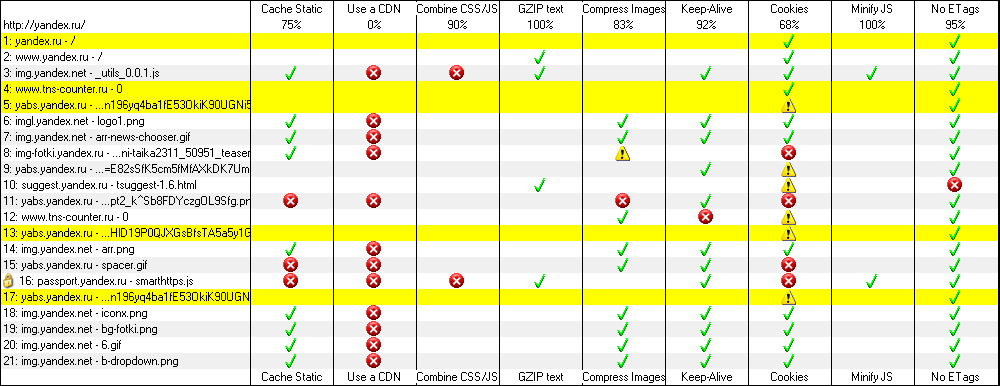 Cache Static Use a CDN Combine CSS/JS GZIP text Compress Images Keep-Alive Cookies Minify JS No ETags
http://yandex.ru/ 75% 0% 90% 100% 83% 92% 68% 100% 95%
1: yandex.ru - /
2: www.yandex.ru - /
3: img.yandex.net - _utils_0.0.1.js
4: www.tns-counter.ru - 0
5: yabs.yandex.ru - ...n196yq4ba1fE53OkiK90UGNi5
6: imgl.yandex.net - logo1.png
7: img.yandex.net - arr-news-chooser.gif
8: img-fotki.yandex.ru - ...ni-taika2311_50951_teaser
9: yabs.yandex.ru - ...=E82sSfK5cm5fMfAXkDK7Um
10: suggest.yandex.ru - tsuggest-1.6.html
11: yabs.yandex.ru - ...pt2_k^Sb8FDYczgOL9Sfg.pn
12: www.tns-counter.ru - 0
13: yabs.yandex.ru - ...HID19P0QJXGsBfsTA5a5y1G
14: img.yandex.net - arr.png
15: yabs.yandex.ru - spacer.gif
16: passport.yandex.ru - smarthttps.js
17: yabs.yandex.ru - ...n196yq4ba1fE53OkiK90UGN
18: img.yandex.net - iconx.png
19: img.yandex.net - bg-fotki.png
20: img.yandex.net - 6.gif
21: img.yandex.net - b-dropdown.png
Cache Static Use a CDN Combine CSS/JS GZIP text Compress Images Keep-Alive Cookies Minify JS No ETags